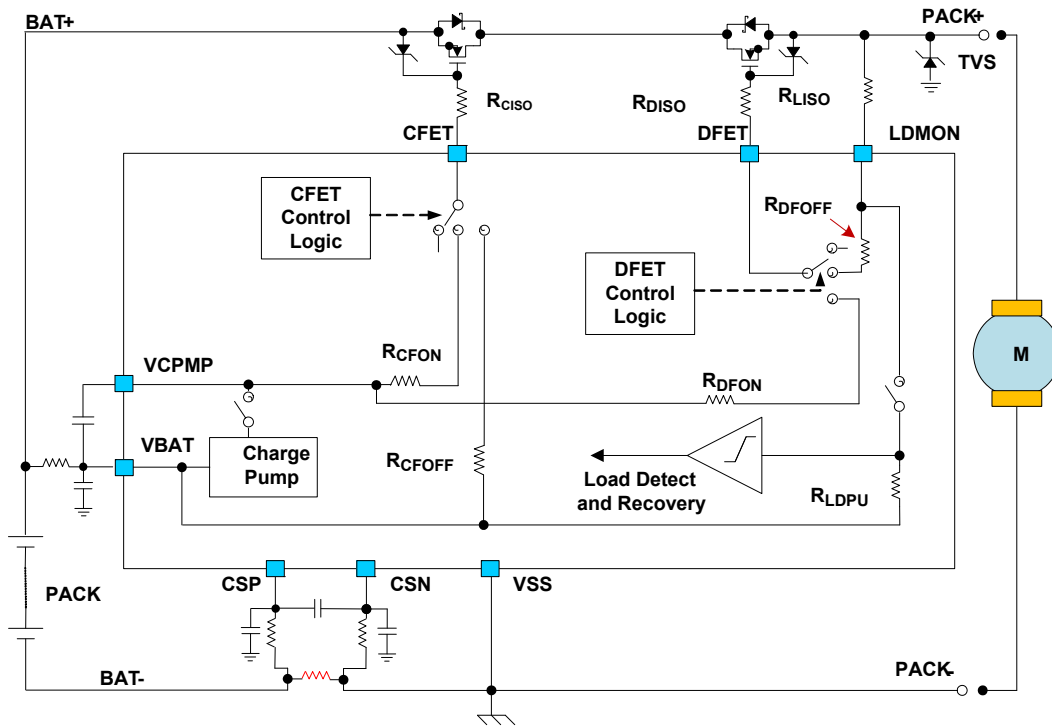 BAT+
PACK+
TVS
RCISO
RDISO
RLISO
CFET
DFET
LDMON
CFET
Control
Logic
RDFOFF
DFET
Control
Logic
M
VCPMP
RCFON
RDFON
VBAT
Charge
Pump
RCFOFF
Load Detect
and Recovery
RLDPU
PACK
CSP
CSN
VSS
BAT-
PACK-